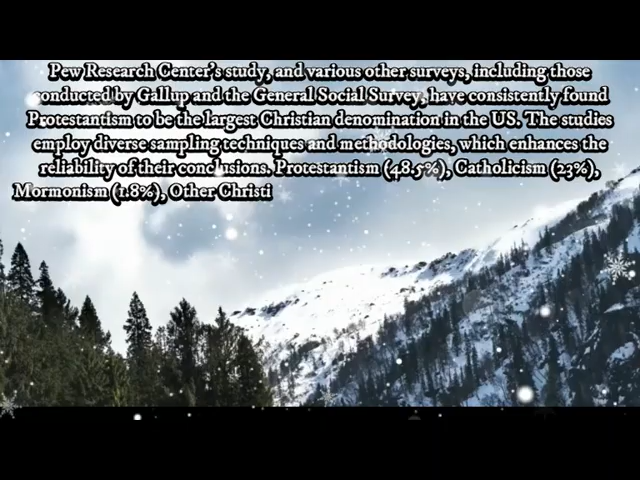 Pew Research Center's study, and various other surveys, including those
conducted by Gallup and the General Social Survey, have consistently found
Protestantism to be the largest Christian denomination in the US. The studies
employ diverse sampling techniques and methodologies, which enhances the
reliability of their conclusions. Protestantism (48.5%), Catholicism (23%),
Mormonism (1.8%), Other Christi